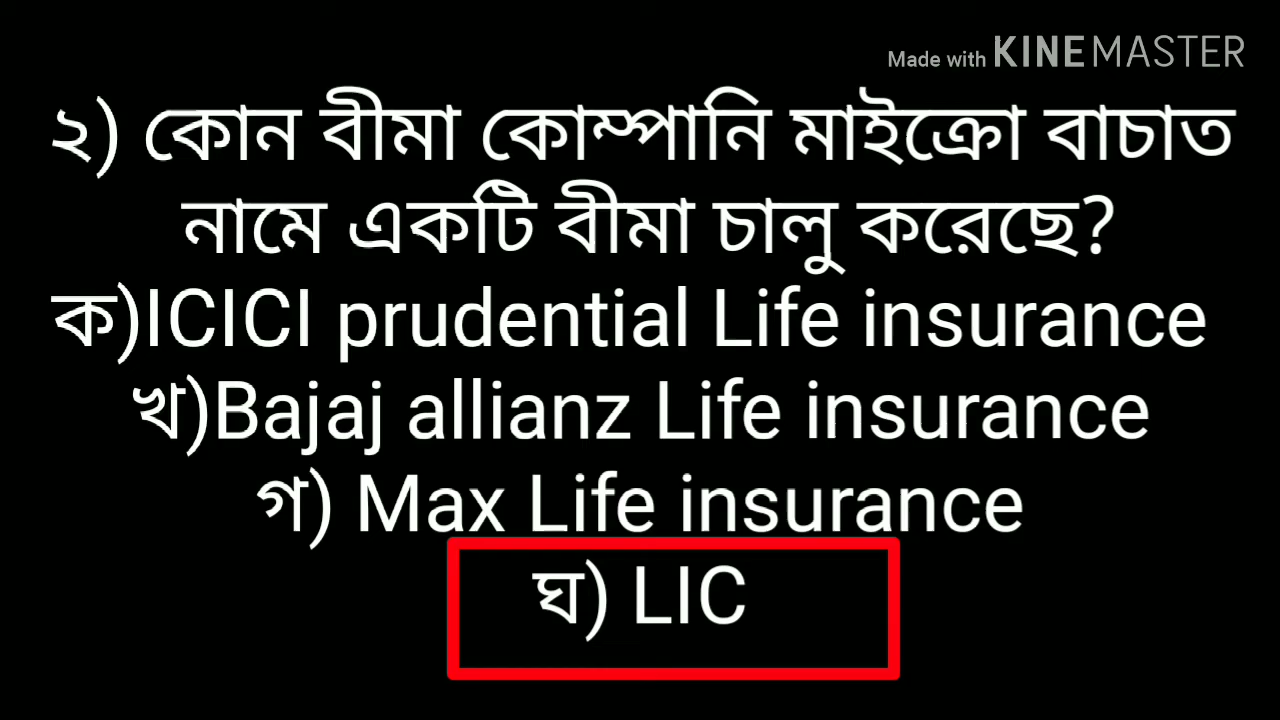 Made with KINEMASTER
২) কোন বীমা কোম্পানি মাইক্রো বাচাত
নামে একটি বীমা চালু করেছে?
ক)ICICI prudential Life insurance
খ)Bajaj allianz Life insurance
গ) Max Life insurance
ঘ) LIC